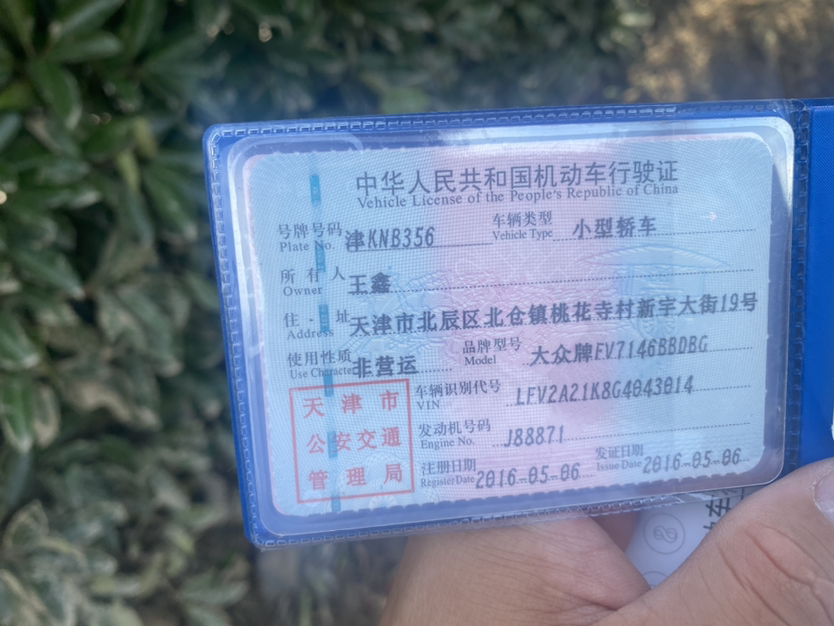 中华人民共和国机动车行驶证
Vehicle License of the People's Republic of China
号牌号码 津KNB356 车辆类型 小型轿车
Plate No. Vehicle Type
所有人 王鑫
Owner
住址 天津市北辰区北仓镇桃花寺村新宇大街19号
Address
使用性质 非营运 品牌型号 大众牌FV7146BBDBG
Use Character Model
车辆识别代号 LFV2A21K8G4043014
VIN
发动机号码 J88871
Engine No.
注册日期 2016-05-06 发证日期 2016-05-06
Register Date Issue Date
天津市
公安交通
管理局